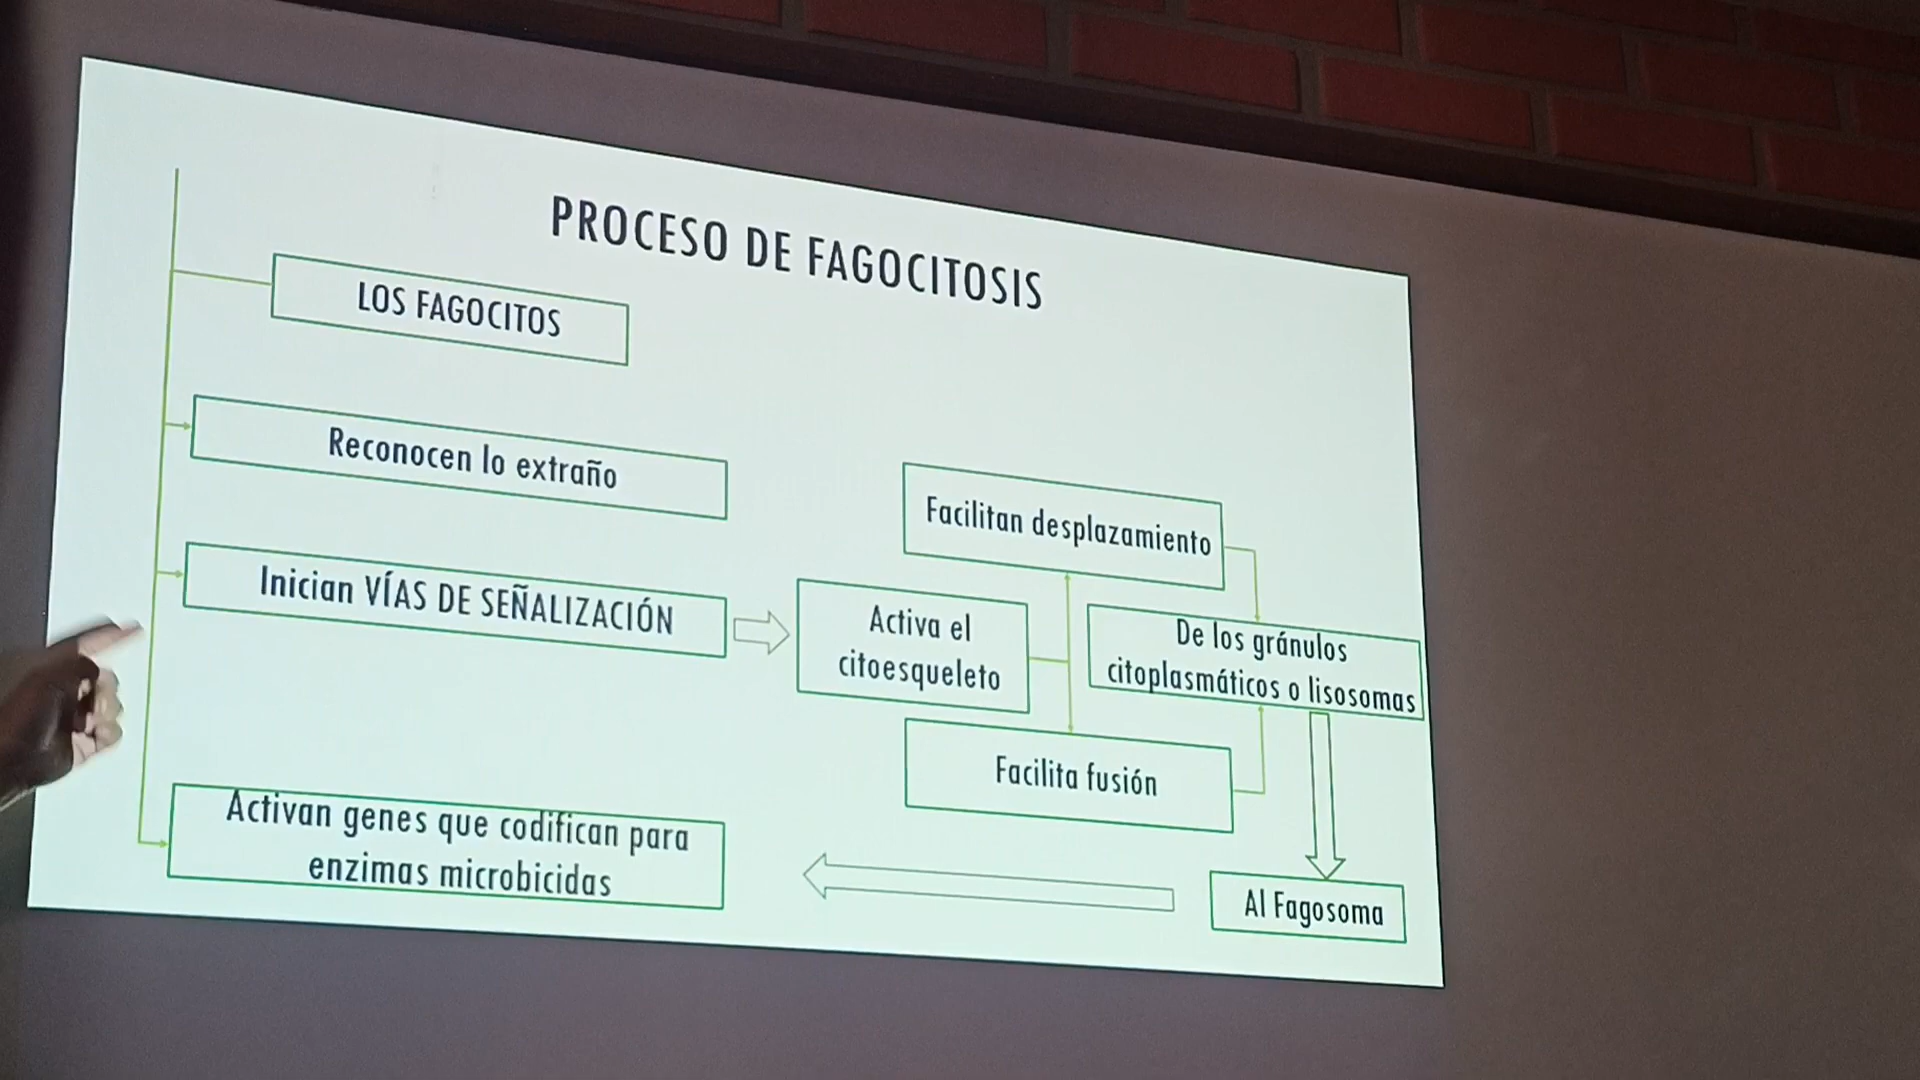 PROCESO DE FAGOCITOSIS
LOS FAGOCITOS
Reconocen lo extraño
Inician VÍAS DE SEÑALIZACIÓN
Activa el
citoesqueleto
Facilitan desplazamiento
Facilita fusión
De los gránulos
citoplasmáticos o lisosomas
Al Fagosoma
Activan genes que codifican para
enzimas microbicidas